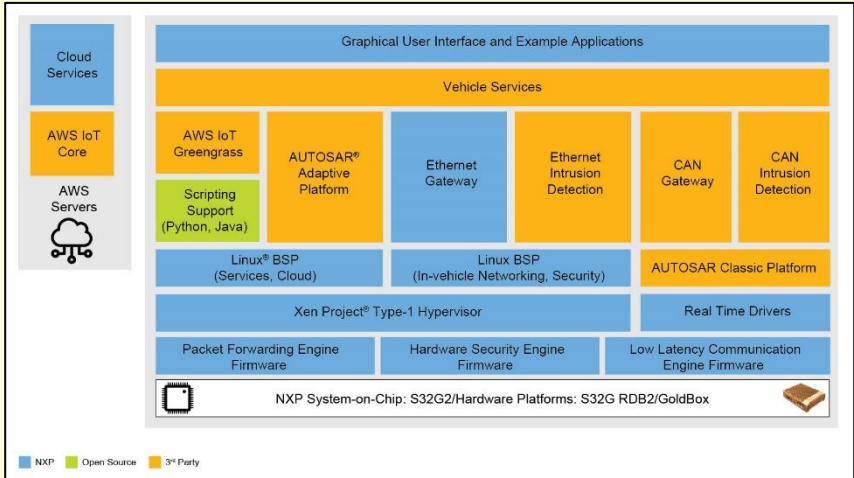 Cloud
Services
AWS IoT
Core
AWS
Servers
Graphical User Interface and Example Applications
Vehicle Services
AWS IoT
Greengrass
Scripting
Support
(Python, Java)
AUTOSAR®
Adaptive
Platform
Ethernet
Gateway
Ethernet
Intrusion
Detection
CAN
Gateway
CAN
Intrusion
Detection
Linux® BSP
(Services, Cloud)
Linux BSP
(In-vehicle Networking, Security)
AUTOSAR Classic Platform
Xen Project® Type-1 Hypervisor
Real Time Drivers
Packet Forwarding Engine
Firmware
Hardware Security Engine
Firmware
Low Latency Communication
Engine Firmware
NXP System-on-Chip: S32G2/Hardware Platforms: S32G RDB2/GoldBox
NXP
Open Source
3rd Party